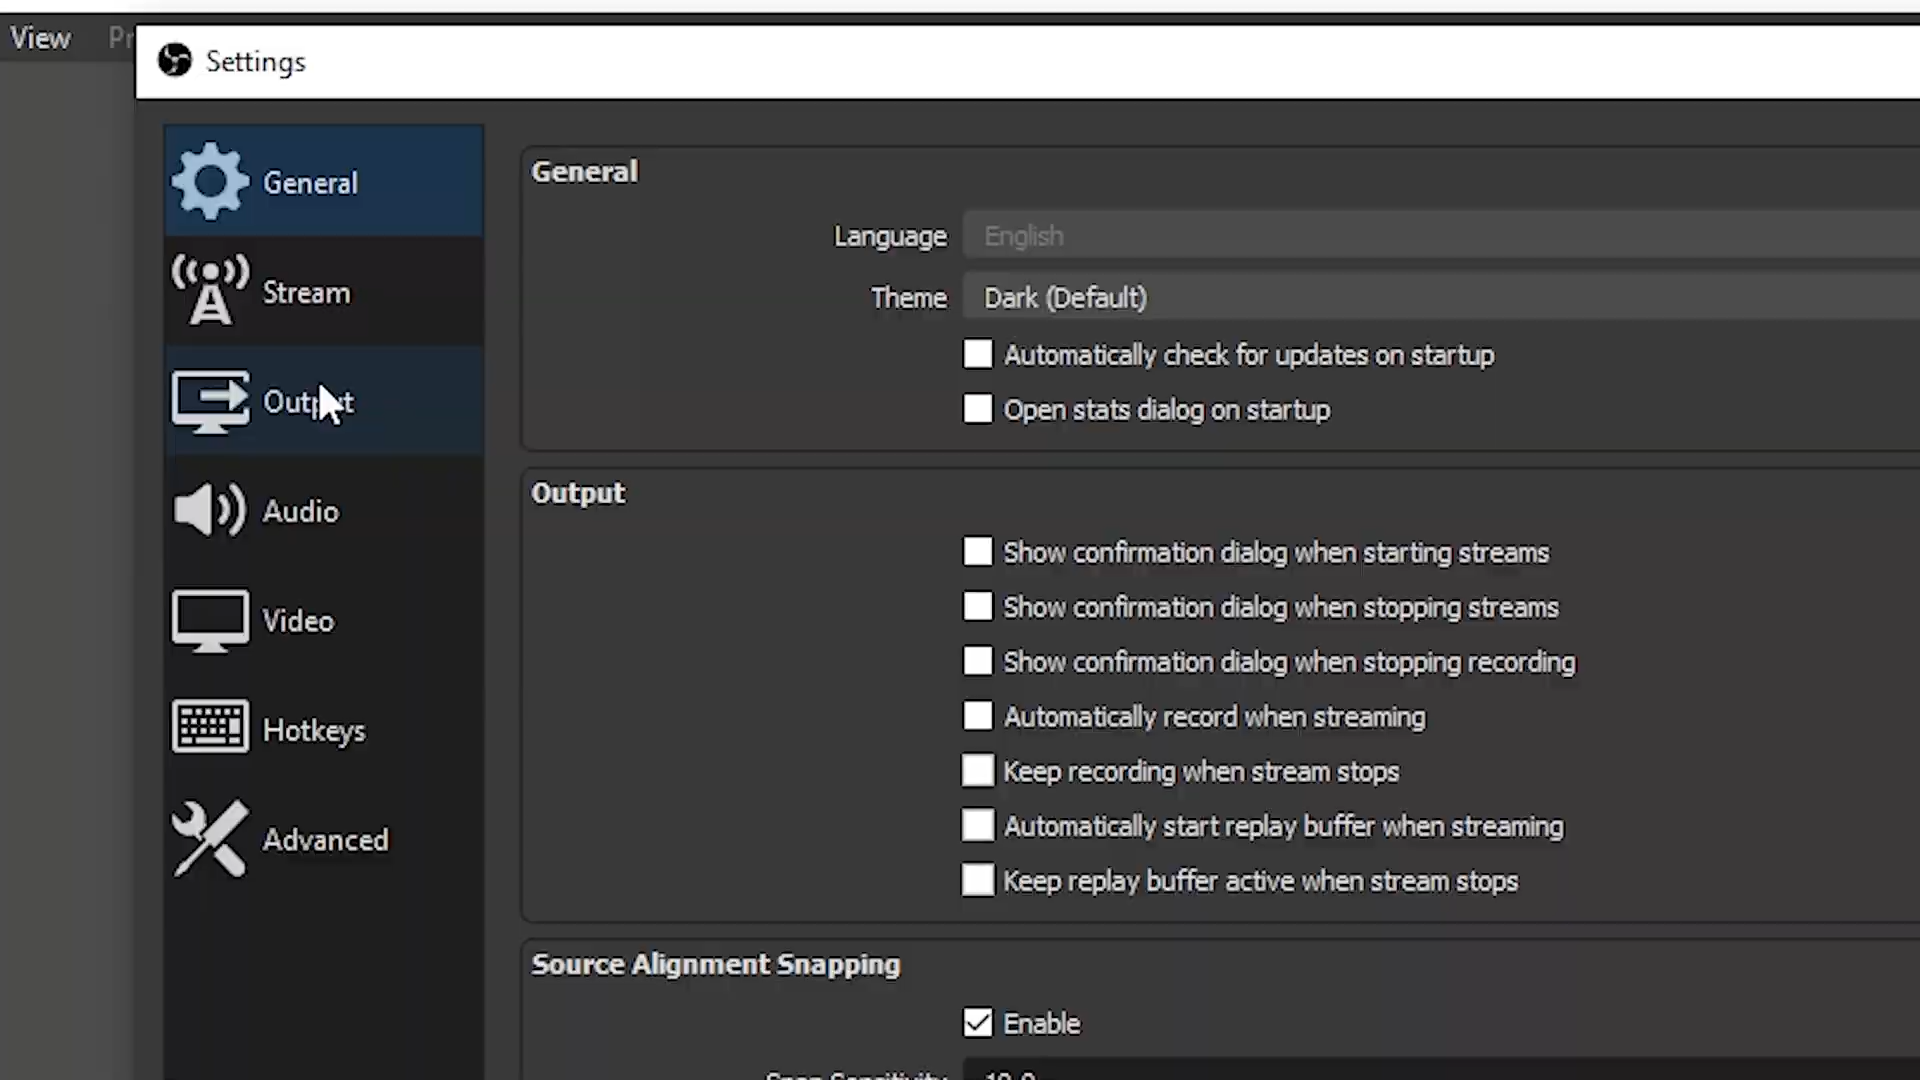 View
Settings
General
Stream
Output
Audio
Video
Hotkeys
Advanced
General
Language English
Theme Dark (Default)
Automatically check for updates on startup
Open stats dialog on startup
Output
Show confirmation dialog when starting streams
Show confirmation dialog when stopping streams
Show confirmation dialog when stopping recording
Automatically record when streaming
Keep recording when stream stops
Automatically start replay buffer when streaming
Keep replay buffer active when stream stops
Source Alignment Snapping
Enable
Snap Sensitivity